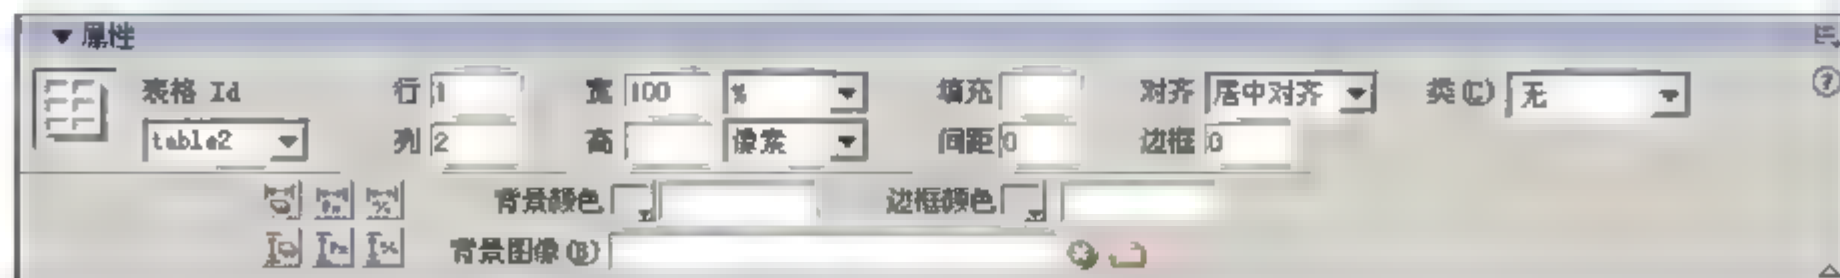 属性
表格 Id 行 1 宽 100 % 填充 对齐 居中对齐 类(C) 无
table2 列 2 高 像素 间距 0 边框 0
背景颜色 边框颜色
背景图像(B)